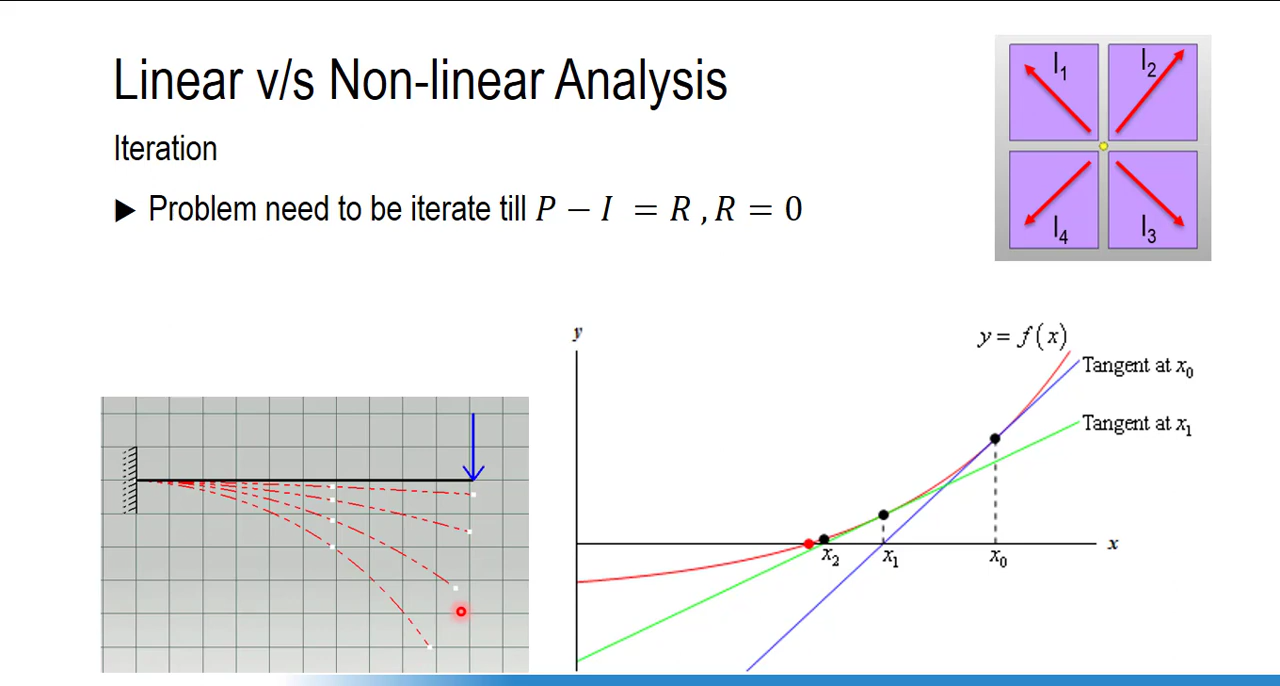 Linear v/s Non-linear Analysis
Iteration
▶ Problem need to be iterate till P − I = R , R = 0
I₁ I₂
I₄ I₃
y
y = f(x)
Tangent at x₀
Tangent at x₁
x₂ x₁ x₀ x